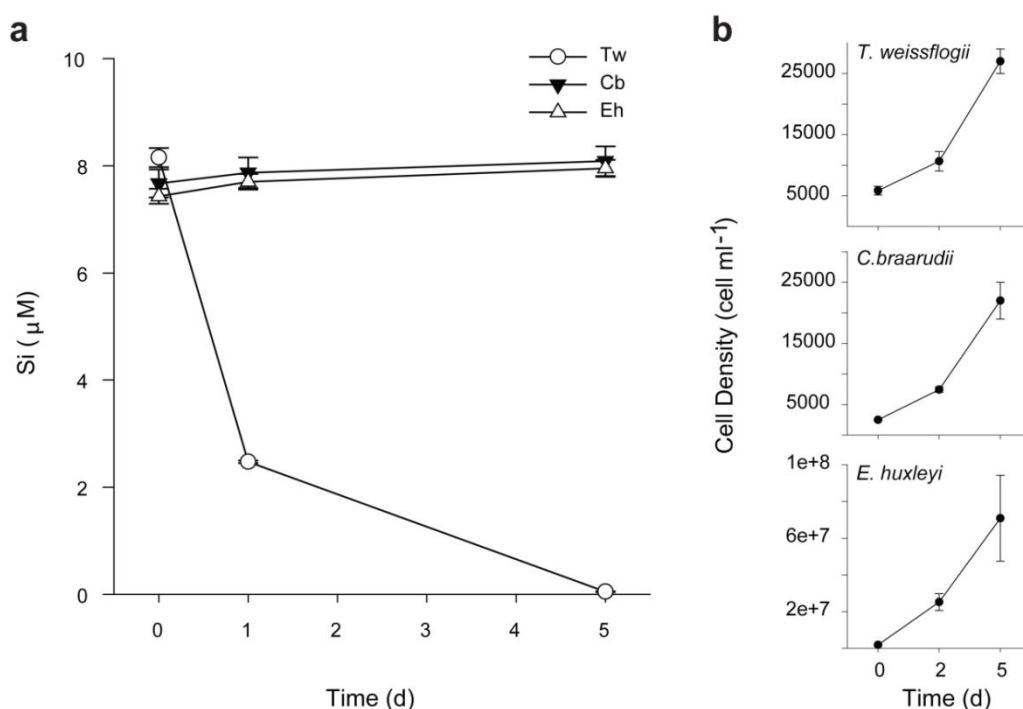 a
10
8
6
4
2
0
Si ( μM)
Tw
Cb
Eh
0 1 2 3 4 5
Time (d)
b
Cell Density (cell ml-1)
T. weissflogii
25000
15000
5000
C.braarudii
25000
15000
5000
E. huxleyi
1e+8
6e+7
2e+7
0 2 5
Time (d)